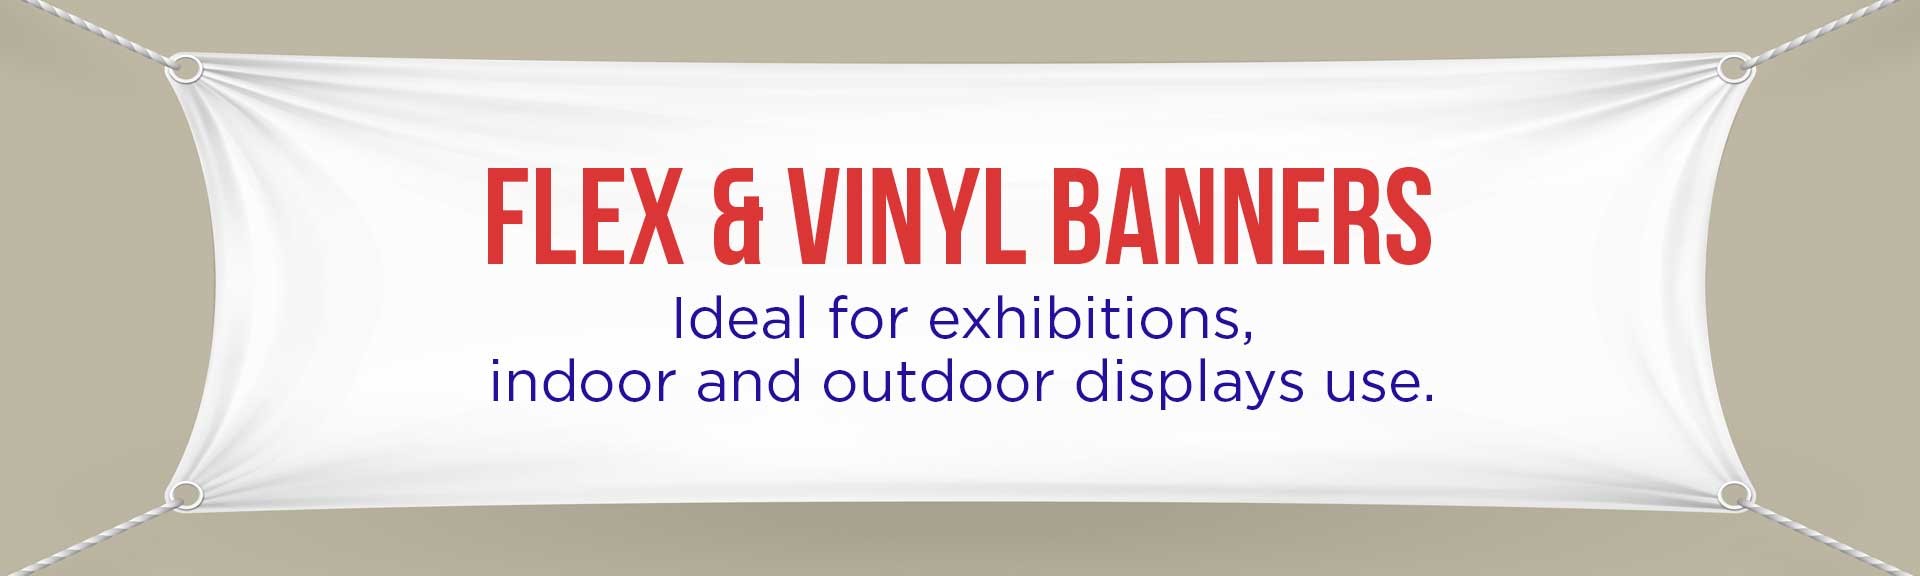 FLEX & VINYL BANNERS
Ideal for exhibitions,
indoor and outdoor displays use.